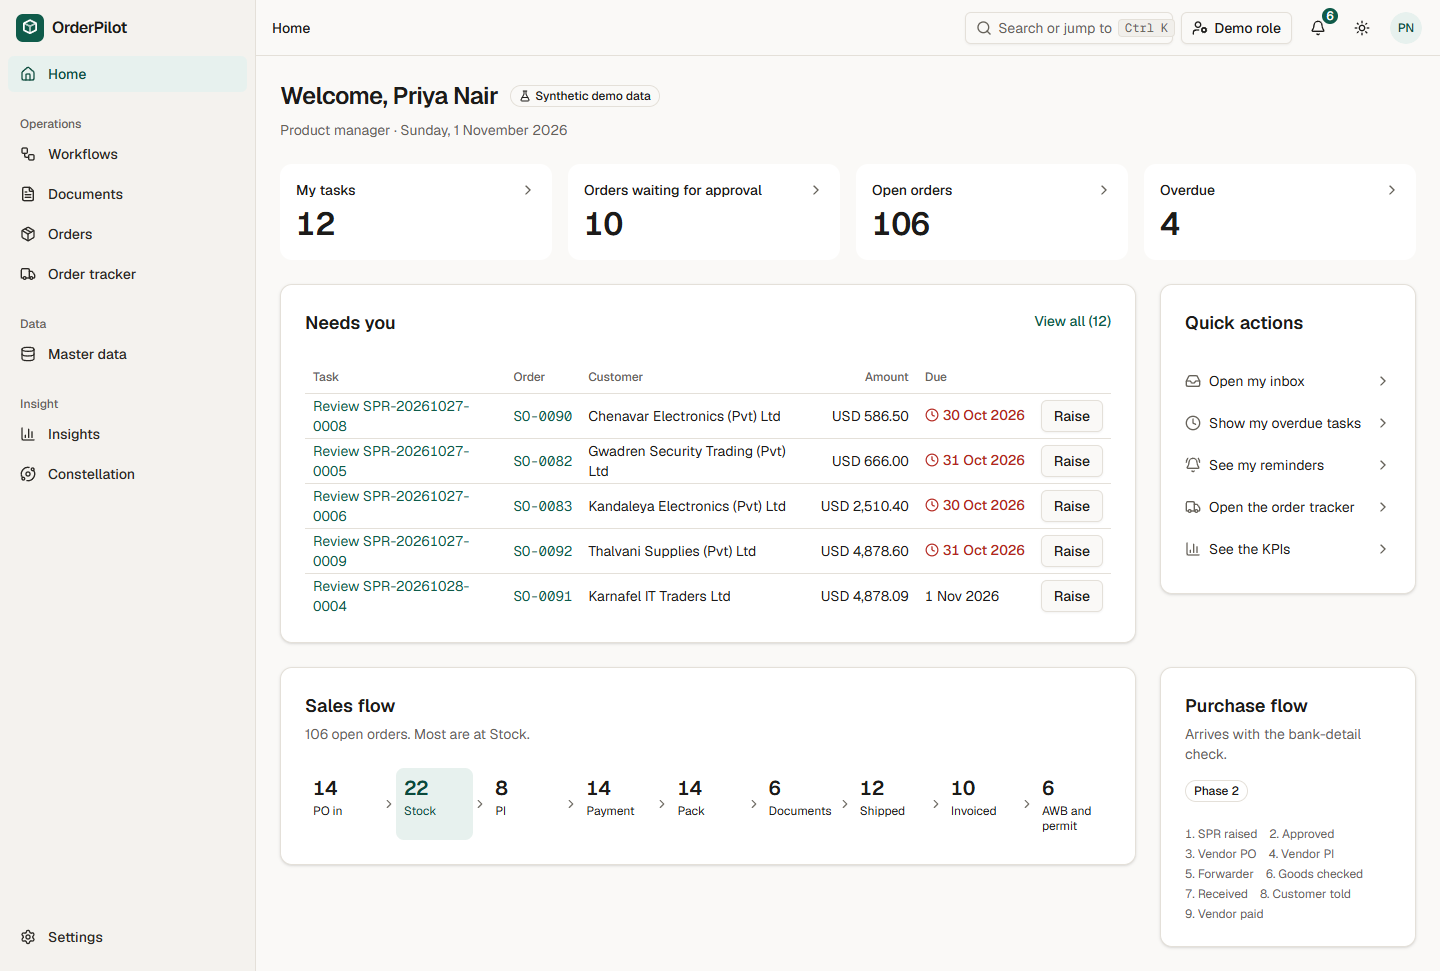 OrderPilot
Home
Operations
Workflows
Documents
Orders
Order tracker
Data
Master data
Insight
Insights
Constellation
Settings
Home
Search or jump to Ctrl K
Demo role
6
PN
Welcome, Priya Nair
Synthetic demo data
Product manager · Sunday, 1 November 2026
My tasks
12
Orders waiting for approval
10
Open orders
106
Overdue
4
Needs you
View all (12)
Task Order Customer Amount Due
Review SPR-20261027-
0008
SO-0090 Chenavar Electronics (Pvt) Ltd USD 586.50 30 Oct 2026 Raise
Review SPR-20261027-
0005
SO-0082 Gwadren Security Trading (Pvt)
Ltd
USD 666.00 31 Oct 2026 Raise
Review SPR-20261027-
0006
SO-0083 Kandaleya Electronics (Pvt) Ltd USD 2,510.40 30 Oct 2026 Raise
Review SPR-20261027-
0009
SO-0092 Thalvani Supplies (Pvt) Ltd USD 4,878.60 31 Oct 2026 Raise
Review SPR-20261028-
0004
SO-0091 Karnafel IT Traders Ltd USD 4,878.09 1 Nov 2026 Raise
Quick actions
Open my inbox
Show my overdue tasks
See my reminders
Open the order tracker
See the KPIs
Sales flow
106 open orders. Most are at Stock.
14
PO in
22
Stock
8
PI
14
Payment
14
Pack
6
Documents
12
Shipped
10
Invoiced
6
AWB and
permit
Purchase flow
Arrives with the bank-detail
check.
Phase 2
1. SPR raised 2. Approved
3. Vendor PO 4. Vendor PI
5. Forwarder 6. Goods checked
7. Received 8. Customer told
9. Vendor paid